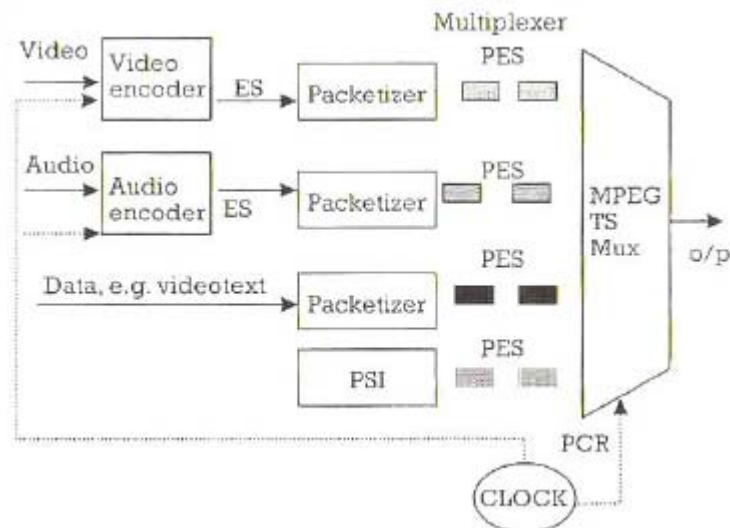 Multiplexer
Video
Video
encoder
ES
Packetizer
PES
Audio
Audio
encoder
ES
Packetizer
PES
MPEG
TS
Mux
o/p
Data, e.g. videotext
Packetizer
PES
PSI
PES
PCR
CLOCK